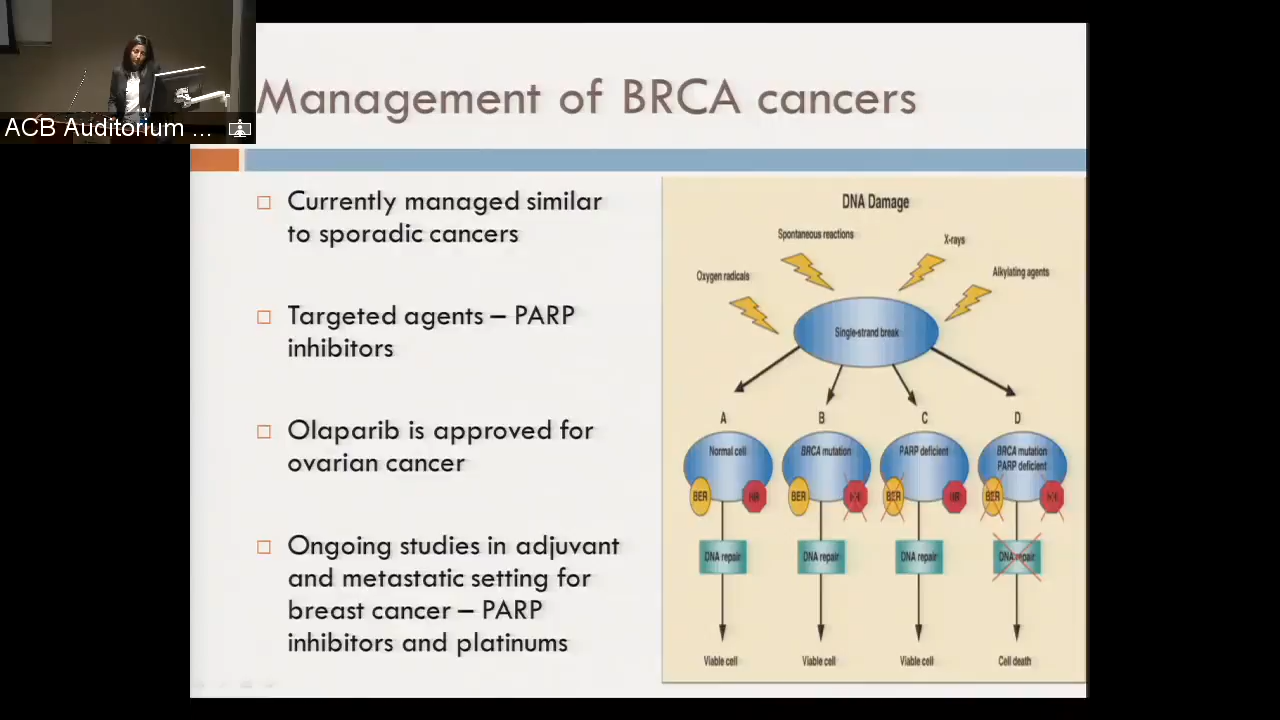 ACB Auditorium ...
Management of BRCA cancers
Currently managed similar
to sporadic cancers
Targeted agents – PARP
inhibitors
Olaparib is approved for
ovarian cancer
Ongoing studies in adjuvant
and metastatic setting for
breast cancer – PARP
inhibitors and platinums
DNA Damage
Spontaneous reactions
X-rays
Oxygen radicals
Alkylating agents
Single-strand break
A B C D
Normal cell
BRCA mutation
PARP deficient
BRCA mutation
PARP deficient
BER HR BER HR BER HR BER HR
DNA repair DNA repair DNA repair DNA repair
Viable cell Viable cell Viable cell Cell death